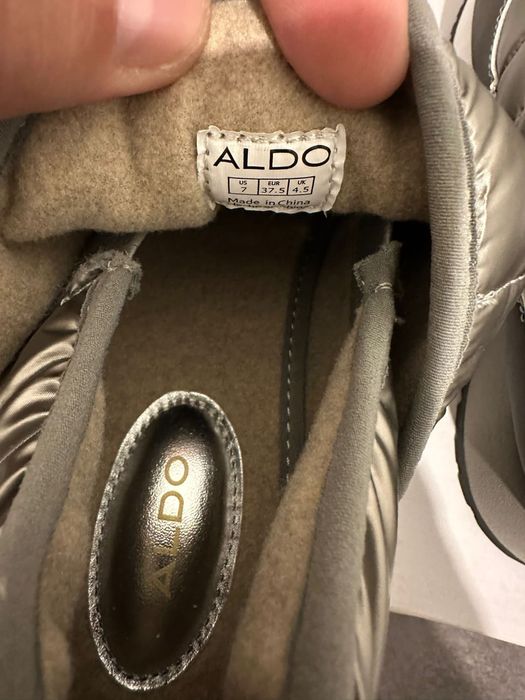 ALDO
US EUR UK
7 37.5 4.5
Made in China
ALDO